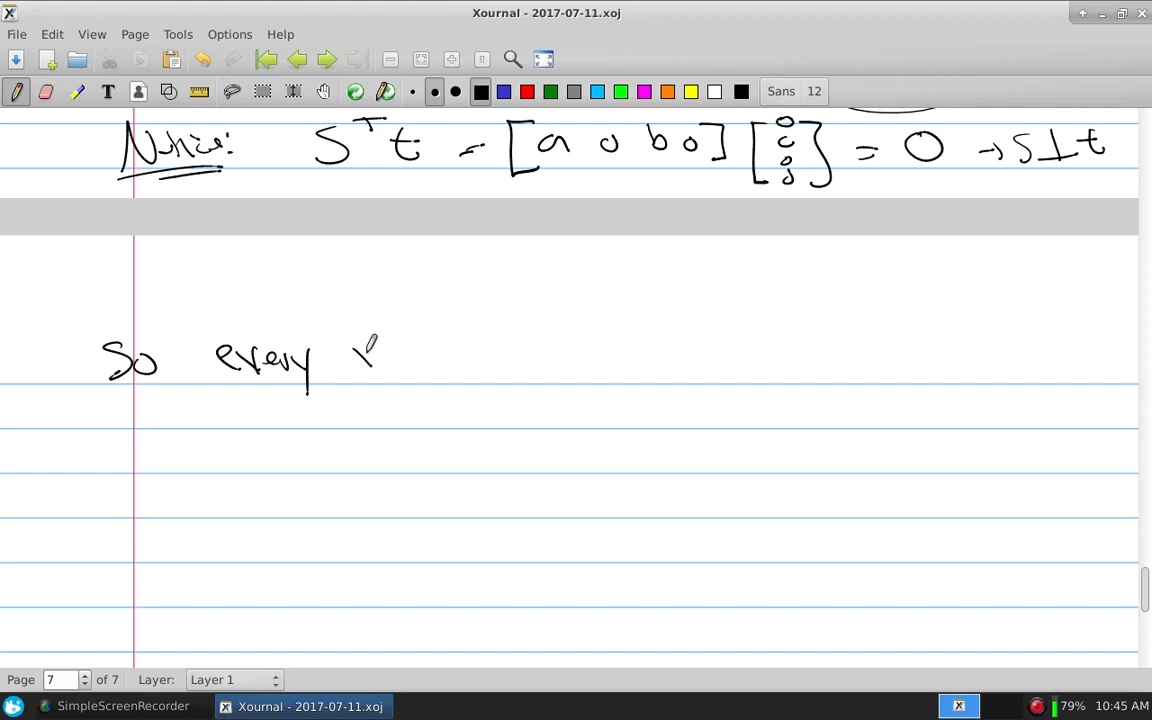 Xournal - 2017-07-11.xoj
File Edit View Page Tools Options Help
Sans 12
Notice: S^T t = [a 0 b 0] [0 c 0 d] = 0 → S ⊥ t
So every
Page 7 of 7 Layer: Layer 1
SimpleScreenRecorder Xournal - 2017-07-11.xoj 79% 10:45 AM